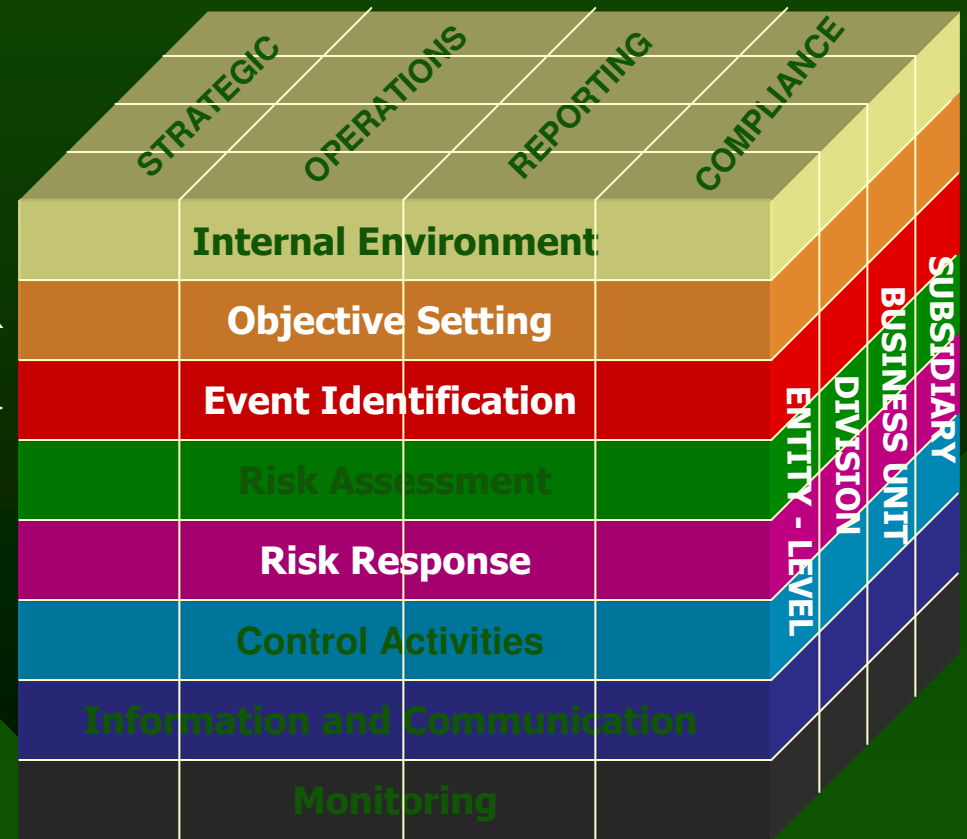 STRATEGIC
OPERATIONS
REPORTING
COMPLIANCE
Internal Environment
Objective Setting
Event Identification
Risk Assessment
Risk Response
Control Activities
Information and Communication
Monitoring
ENTITY - LEVEL
DIVISION
BUSINESS UNIT
SUBSIDIARY